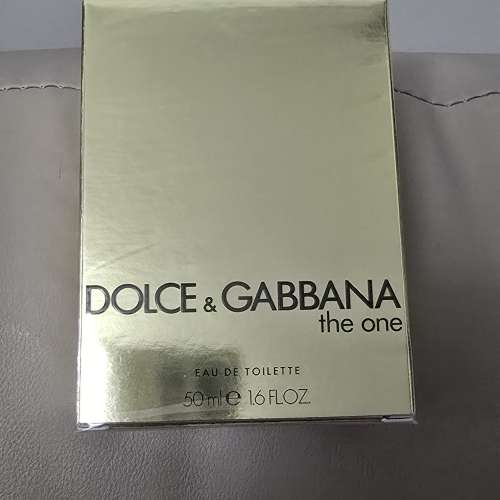 DOLCE & GABBANA
the one
EAU DE TOILETTE
50 ml e 1.6 FL.OZ.